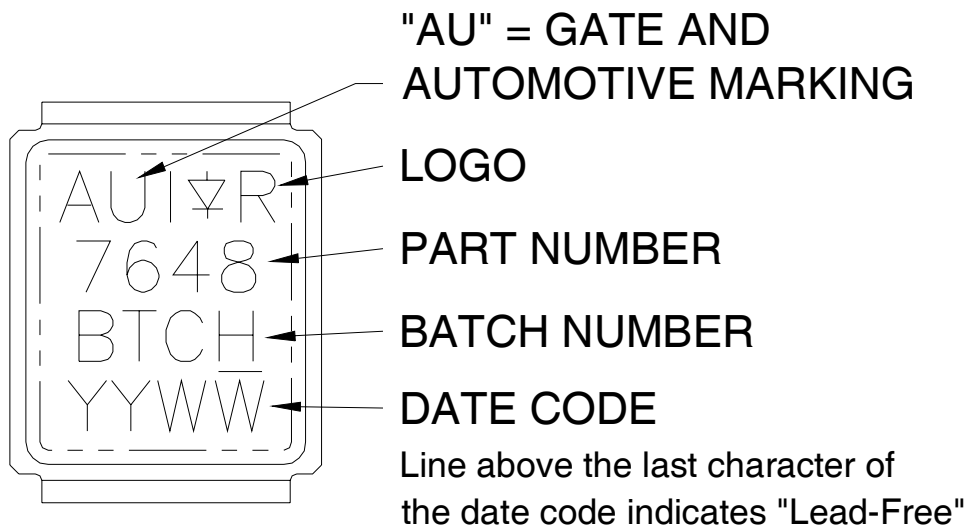 "AU" = GATE AND
AUTOMOTIVE MARKING
AUI R
LOGO
7648
PART NUMBER
BTCH
BATCH NUMBER
YYWW
DATE CODE
Line above the last character of
the date code indicates "Lead-Free"